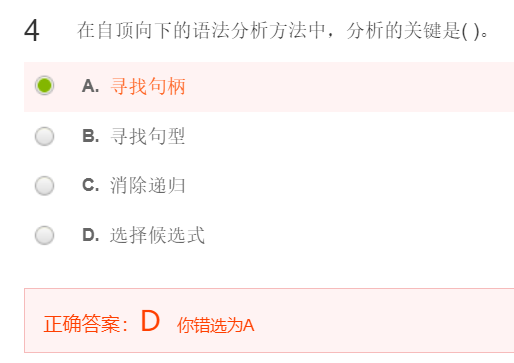 4 在自顶向下的语法分析方法中，分析的关键是( )。
A. 寻找句柄
B. 寻找句型
C. 消除递归
D. 选择候选式
正确答案：D 你错选为A